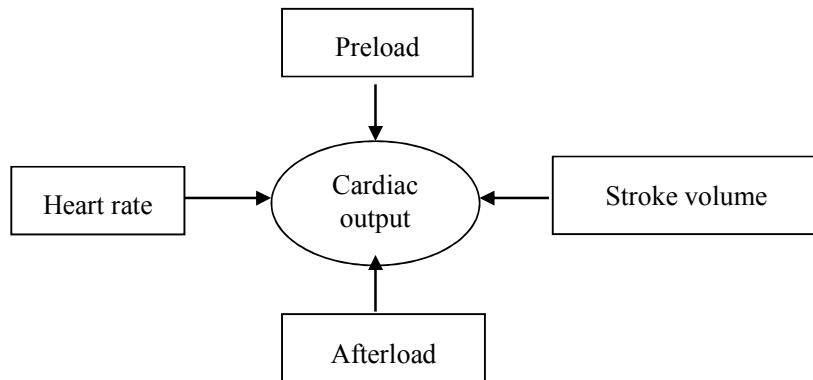 Preload
Heart rate
Cardiac
output
Stroke volume
Afterload